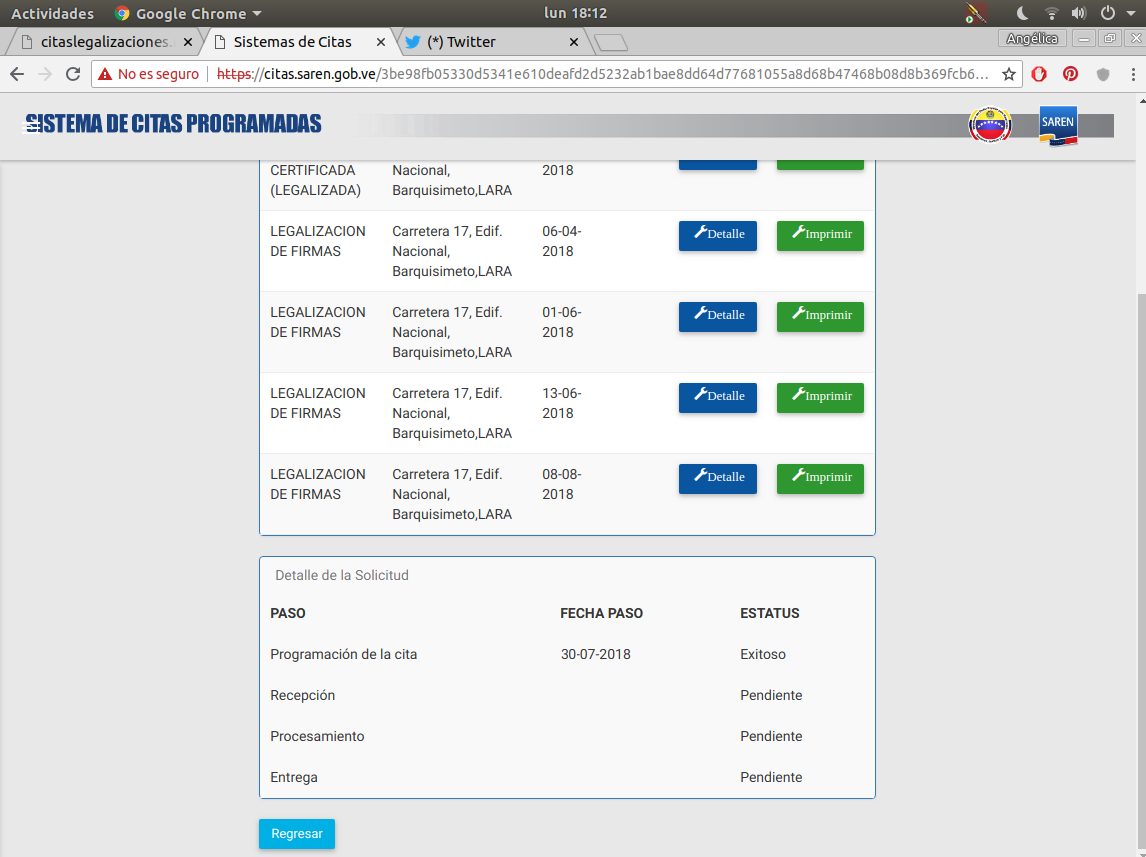 Actividades Google Chrome lun 18:12
citaslegalizaciones. Sistemas de Citas (*) Twitter Angélica
No es seguro https://citas.saren.gob.ve/3be98fb05330d5341e610deafd2d5232ab1bae8dd64d77681055a8d68b47468b08d8b369fcb6...
SISTEMA DE CITAS PROGRAMADAS SAREN
CERTIFICADA Nacional, 2018
(LEGALIZADA) Barquisimeto,LARA
LEGALIZACION Carretera 17, Edif. 06-04- Detalle Imprimir
DE FIRMAS Nacional, 2018
Barquisimeto,LARA
LEGALIZACION Carretera 17, Edif. 01-06- Detalle Imprimir
DE FIRMAS Nacional, 2018
Barquisimeto,LARA
LEGALIZACION Carretera 17, Edif. 13-06- Detalle Imprimir
DE FIRMAS Nacional, 2018
Barquisimeto,LARA
LEGALIZACION Carretera 17, Edif. 08-08- Detalle Imprimir
DE FIRMAS Nacional, 2018
Barquisimeto,LARA
Detalle de la Solicitud
PASO FECHA PASO ESTATUS
Programación de la cita 30-07-2018 Exitoso
Recepción Pendiente
Procesamiento Pendiente
Entrega Pendiente
Regresar